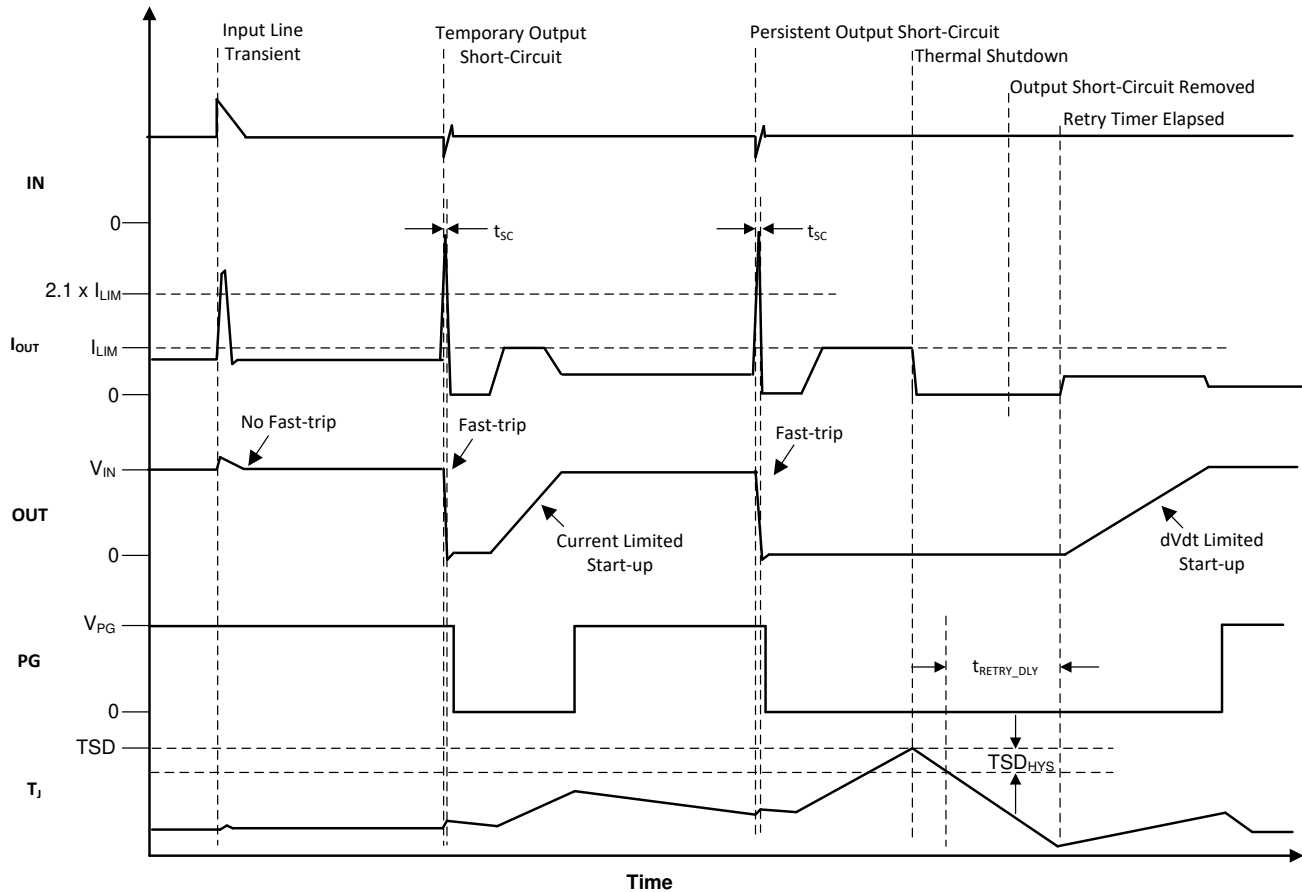 Input Line
Transient
Temporary Output
Short-Circuit
Persistent Output Short-Circuit
Thermal Shutdown
Output Short-Circuit Removed
Retry Timer Elapsed
IN
0
tSC
tSC
2.1 x ILIM
IOUT
ILIM
0
No Fast-trip
Fast-trip
Fast-trip
VIN
OUT
Current Limited
Start-up
dVdt Limited
Start-up
0
VPG
PG
tRETRY_DLY
0
TSD
TSDHYS
TJ
Time